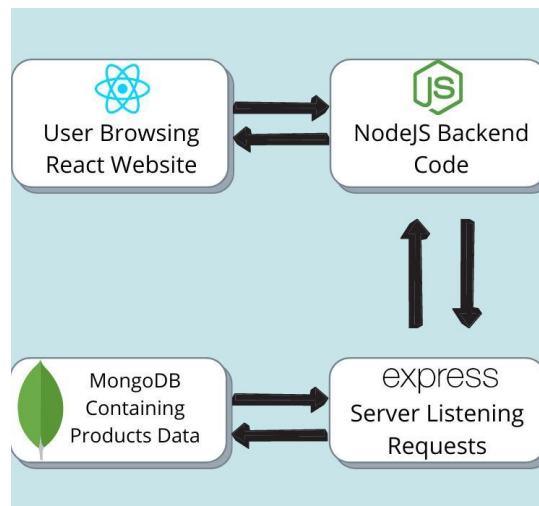 User Browsing
React Website
JS
NodeJS Backend
Code
MongoDB
Containing
Products Data
express
Server Listening
Requests